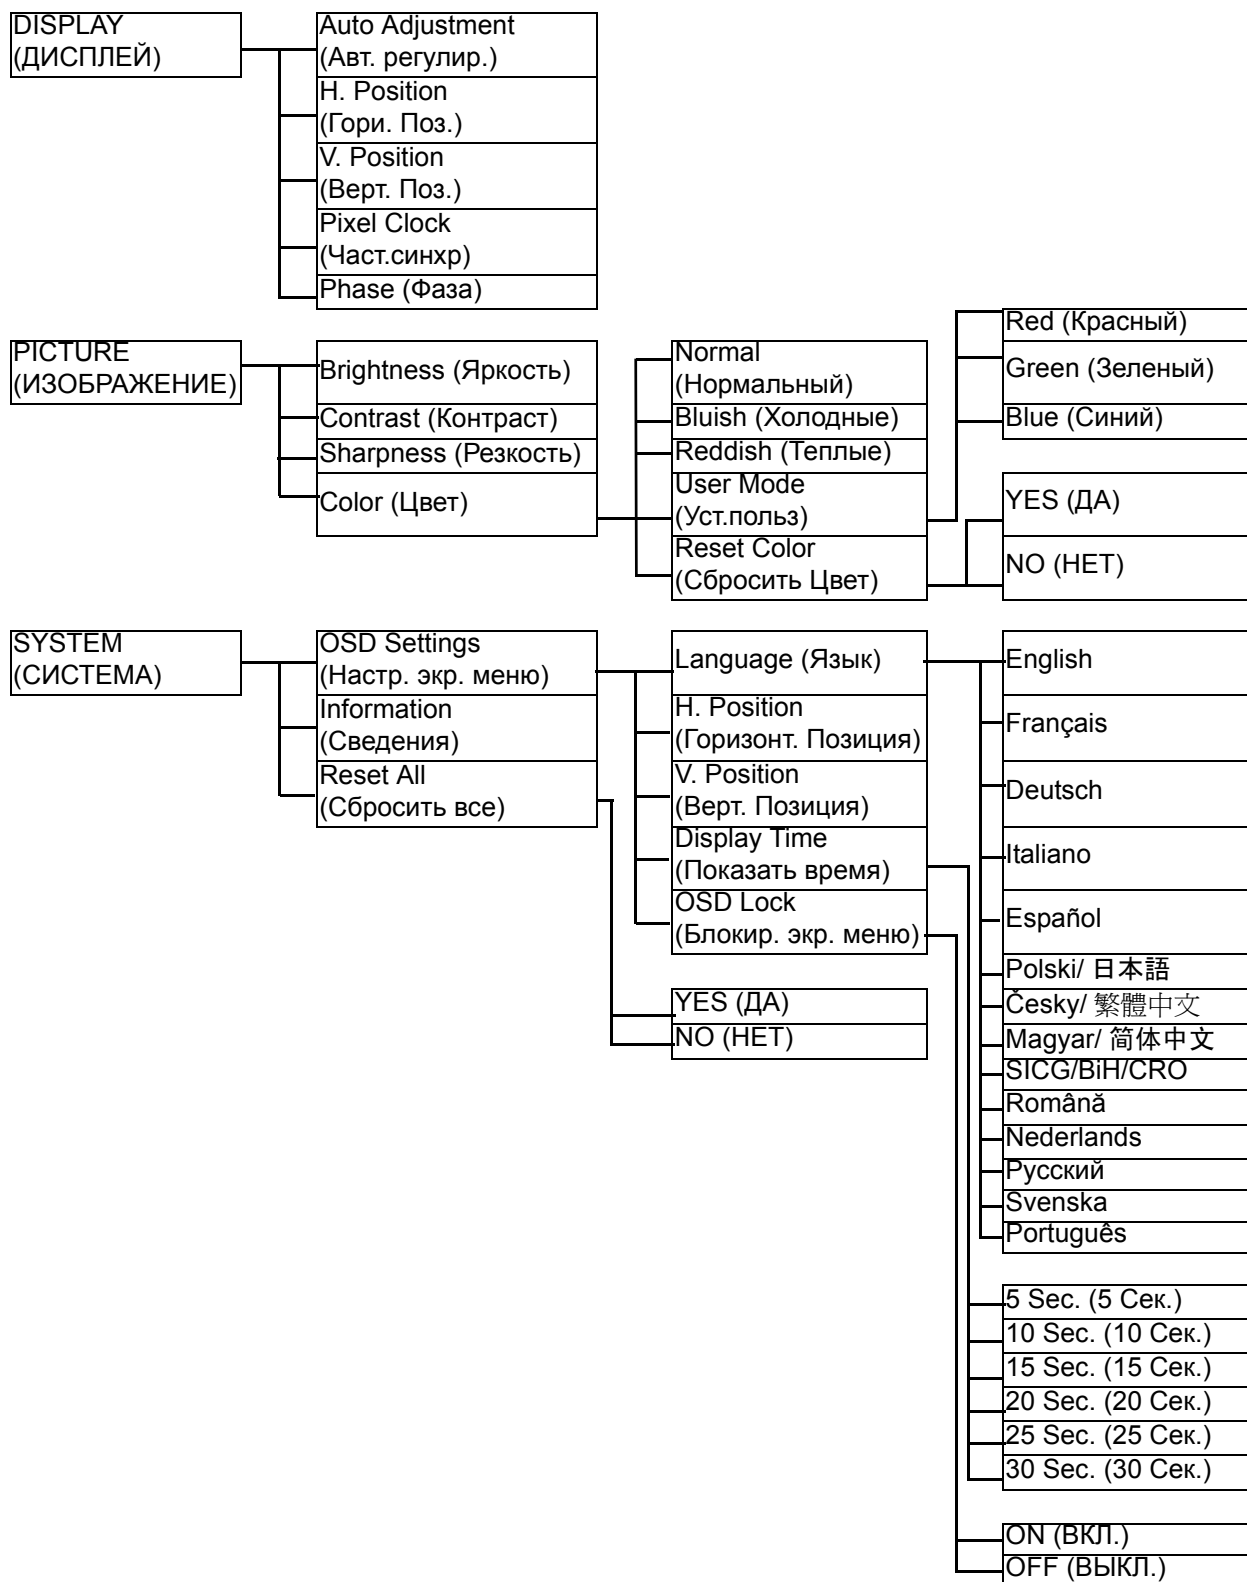 DISPLAY
(ДИСПЛЕЙ)
Auto Adjustment
(Авт. регулир.)
H. Position
(Гори. Поз.)
V. Position
(Верт. Поз.)
Pixel Clock
(Част.синхр)
Phase (Фаза)
PICTURE
(ИЗОБРАЖЕНИЕ)
Brightness (Яркость)
Contrast (Контраст)
Sharpness (Резкость)
Color (Цвет)
Normal
(Нормальный)
Bluish (Холодные)
Reddish (Теплые)
User Mode
(Уст.польз)
Reset Color
(Сбросить Цвет)
Red (Красный)
Green (Зеленый)
Blue (Синий)
YES (ДА)
NO (НЕТ)
SYSTEM
(СИСТЕМА)
OSD Settings
(Настр. экр. меню)
Information
(Сведения)
Reset All
(Сбросить все)
Language (Язык)
H. Position
(Горизонт. Позиция)
V. Position
(Верт. Позиция)
Display Time
(Показать время)
OSD Lock
(Блокир. экр. меню)
YES (ДА)
NO (НЕТ)
English
Français
Deutsch
Italiano
Español
Polski/ 日本語
Česky/ 繁體中文
Magyar/ 简体中文
SICG/BiH/CRO
Română
Nederlands
Русский
Svenska
Português
5 Sec. (5 Сек.)
10 Sec. (10 Сек.)
15 Sec. (15 Сек.)
20 Sec. (20 Сек.)
25 Sec. (25 Сек.)
30 Sec. (30 Сек.)
ON (ВКЛ.)
OFF (ВЫКЛ.)